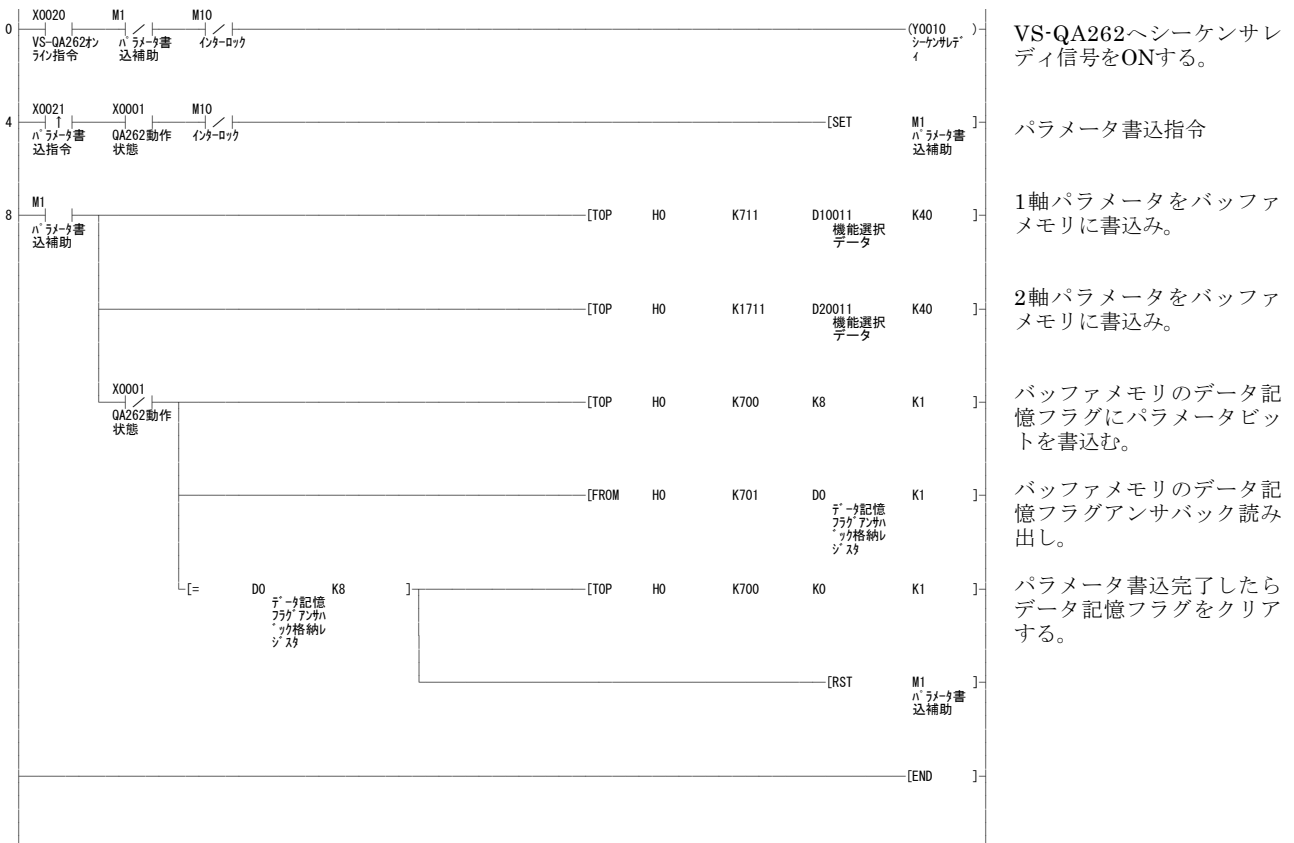 X0020 M1 M10
0 (Y0010 )
VS-QA262オン パラメータ書 インターロック シーケンサレデ
ライン指令 込補助 ィ
VS-QA262へシーケンサレ
ディ信号をONする。
X0021 X0001 M10
4 ↑ [SET M1 ]
パラメータ書 QA262動作 インターロック パラメータ書
込指令 状態 込補助
パラメータ書込指令
M1
8 [TOP H0 K711 D10011 K40 ]
パラメータ書 機能選択
込補助 データ
1軸パラメータをバッファ
メモリに書込み。
[TOP H0 K1711 D20011 K40 ]
機能選択
データ
2軸パラメータをバッファ
メモリに書込み。
X0001
[TOP H0 K700 K8 K1 ]
QA262動作
状態
バッファメモリのデータ記
憶フラグにパラメータビッ
トを書込む。
[FROM H0 K701 D0 K1 ]
データ記憶
フラグアンサバ
ック格納レ
ジスタ
バッファメモリのデータ記
憶フラグアンサバック読み
出し。
[= D0 K8 ] [TOP H0 K700 K0 K1 ]
データ記憶
フラグアンサバ
ック格納レ
ジスタ
パラメータ書込完了したら
データ記憶フラグをクリア
する。
[RST M1 ]
パラメータ書
込補助
[END ]